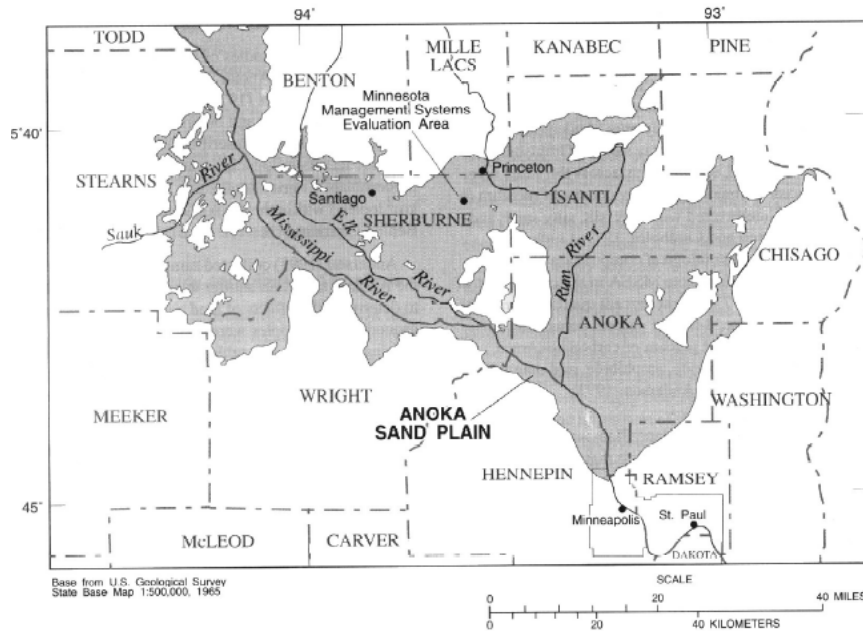 94°
93°
TODD
MILLE
LACS
KANABEC
PINE
BENTON
Minnesota
Management Systems
Evaluation Area
5°40'
Princeton
STEARNS
River
Santiago
ISANTI
SHERBURNE
Sauk
Mississippi
Elk
River
CHISAGO
River
River
Rum
ANOKA
WRIGHT
ANOKA
SAND PLAIN
WASHINGTON
MEEKER
HENNEPIN
RAMSEY
45°
Minneapolis
St. Paul
McLEOD
CARVER
DAKOTA
Base from U.S. Geological Survey
State Base Map 1:500,000, 1965
SCALE
0 20 40 MILES
0 20 40 KILOMETERS